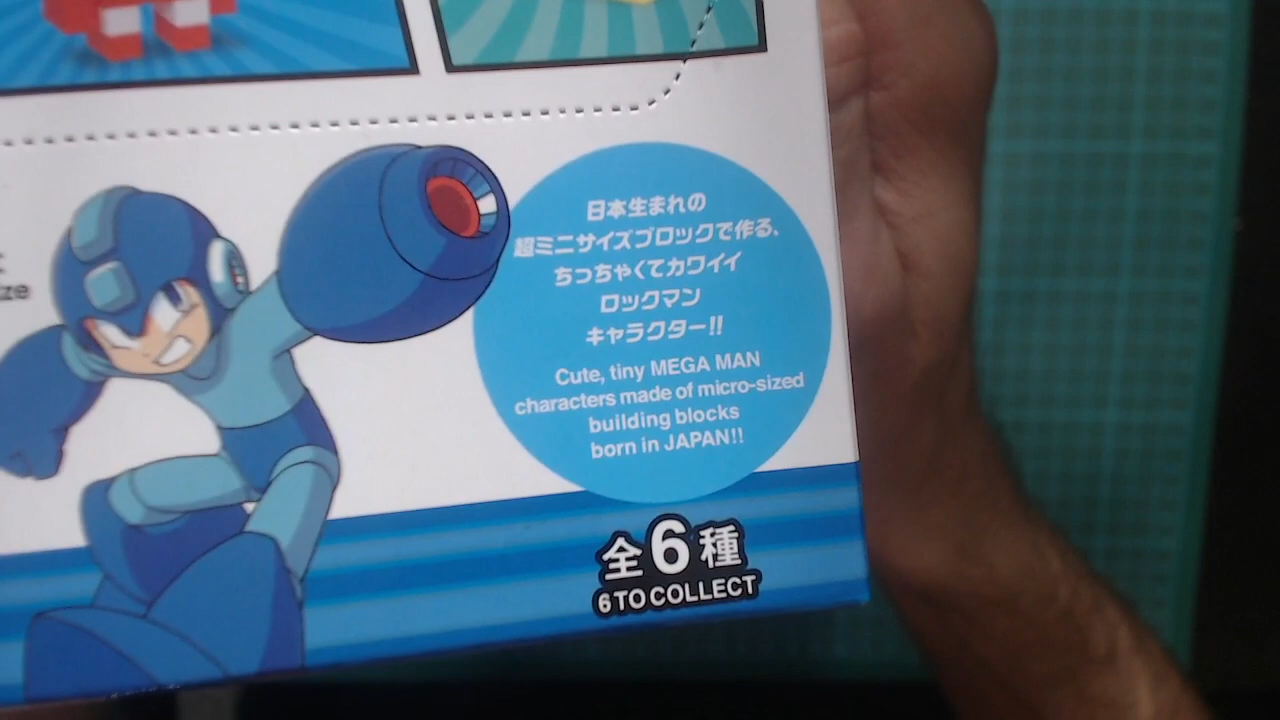 ze
日本生まれの
超ミニサイズブロックで作る、
ちっちゃくてカワイイ
ロックマン
キャラクター!!
Cute, tiny MEGA MAN
characters made of micro-sized
building blocks
born in JAPAN!!
全6種
6 TO COLLECT